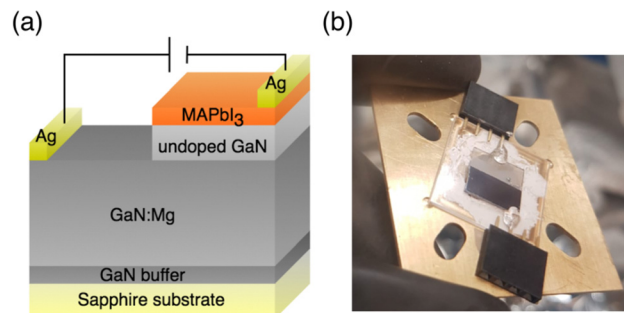 (a)
(b)
Ag
MAPbI3
Ag
undoped GaN
GaN:Mg
GaN buffer
Sapphire substrate